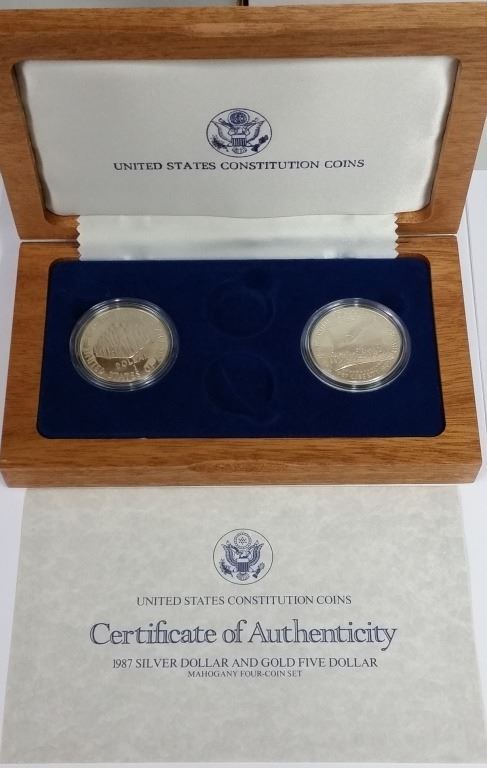 UNITED STATES CONSTITUTION COINS
UNITED STATES CONSTITUTION COINS
Certificate of Authenticity
1987 SILVER DOLLAR AND GOLD FIVE DOLLAR
MAHOGANY FOUR-COIN SET